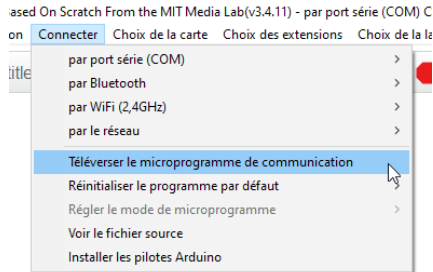 ased On Scratch From the MIT Media Lab(v3.4.11) - par port série (COM) C
on Connecter Choix de la carte Choix des extensions Choix de la la
title
par port série (COM)
par Bluetooth
par WiFi (2,4GHz)
par le réseau
Téléverser le microprogramme de communication
Réinitialiser le programme par défaut
Régler le mode de microprogramme
Voir le fichier source
Installer les pilotes Arduino